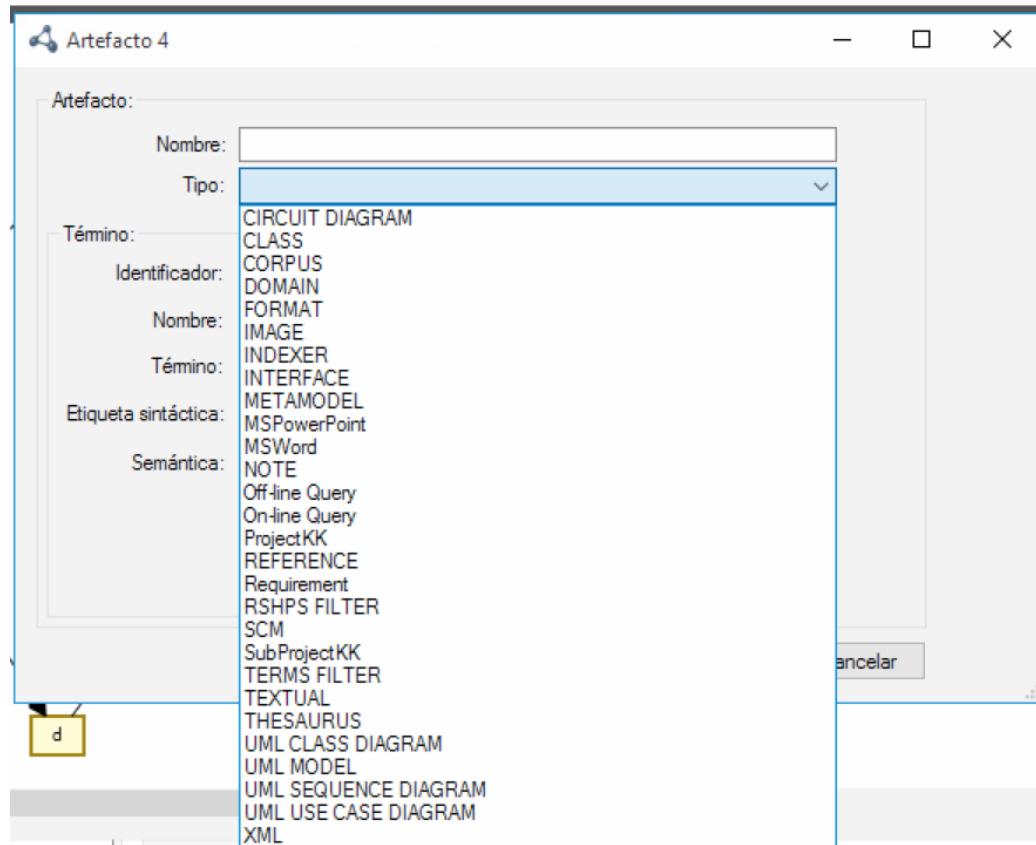 Artefacto 4
Artefacto:
Nombre:
Tipo:
Término:
Identificador:
Nombre:
Término:
Etiqueta sintáctica:
Semántica:
CIRCUIT DIAGRAM
CLASS
CORPUS
DOMAIN
FORMAT
IMAGE
INDEXER
INTERFACE
METAMODEL
MSPowerPoint
MSWord
NOTE
Off-line Query
On-line Query
ProjectKK
REFERENCE
Requirement
RSHPS FILTER
SCM
SubProjectKK
TERMS FILTER
TEXTUAL
THESAURUS
UML CLASS DIAGRAM
UML MODEL
UML SEQUENCE DIAGRAM
UML USE CASE DIAGRAM
XML
ancelar
d